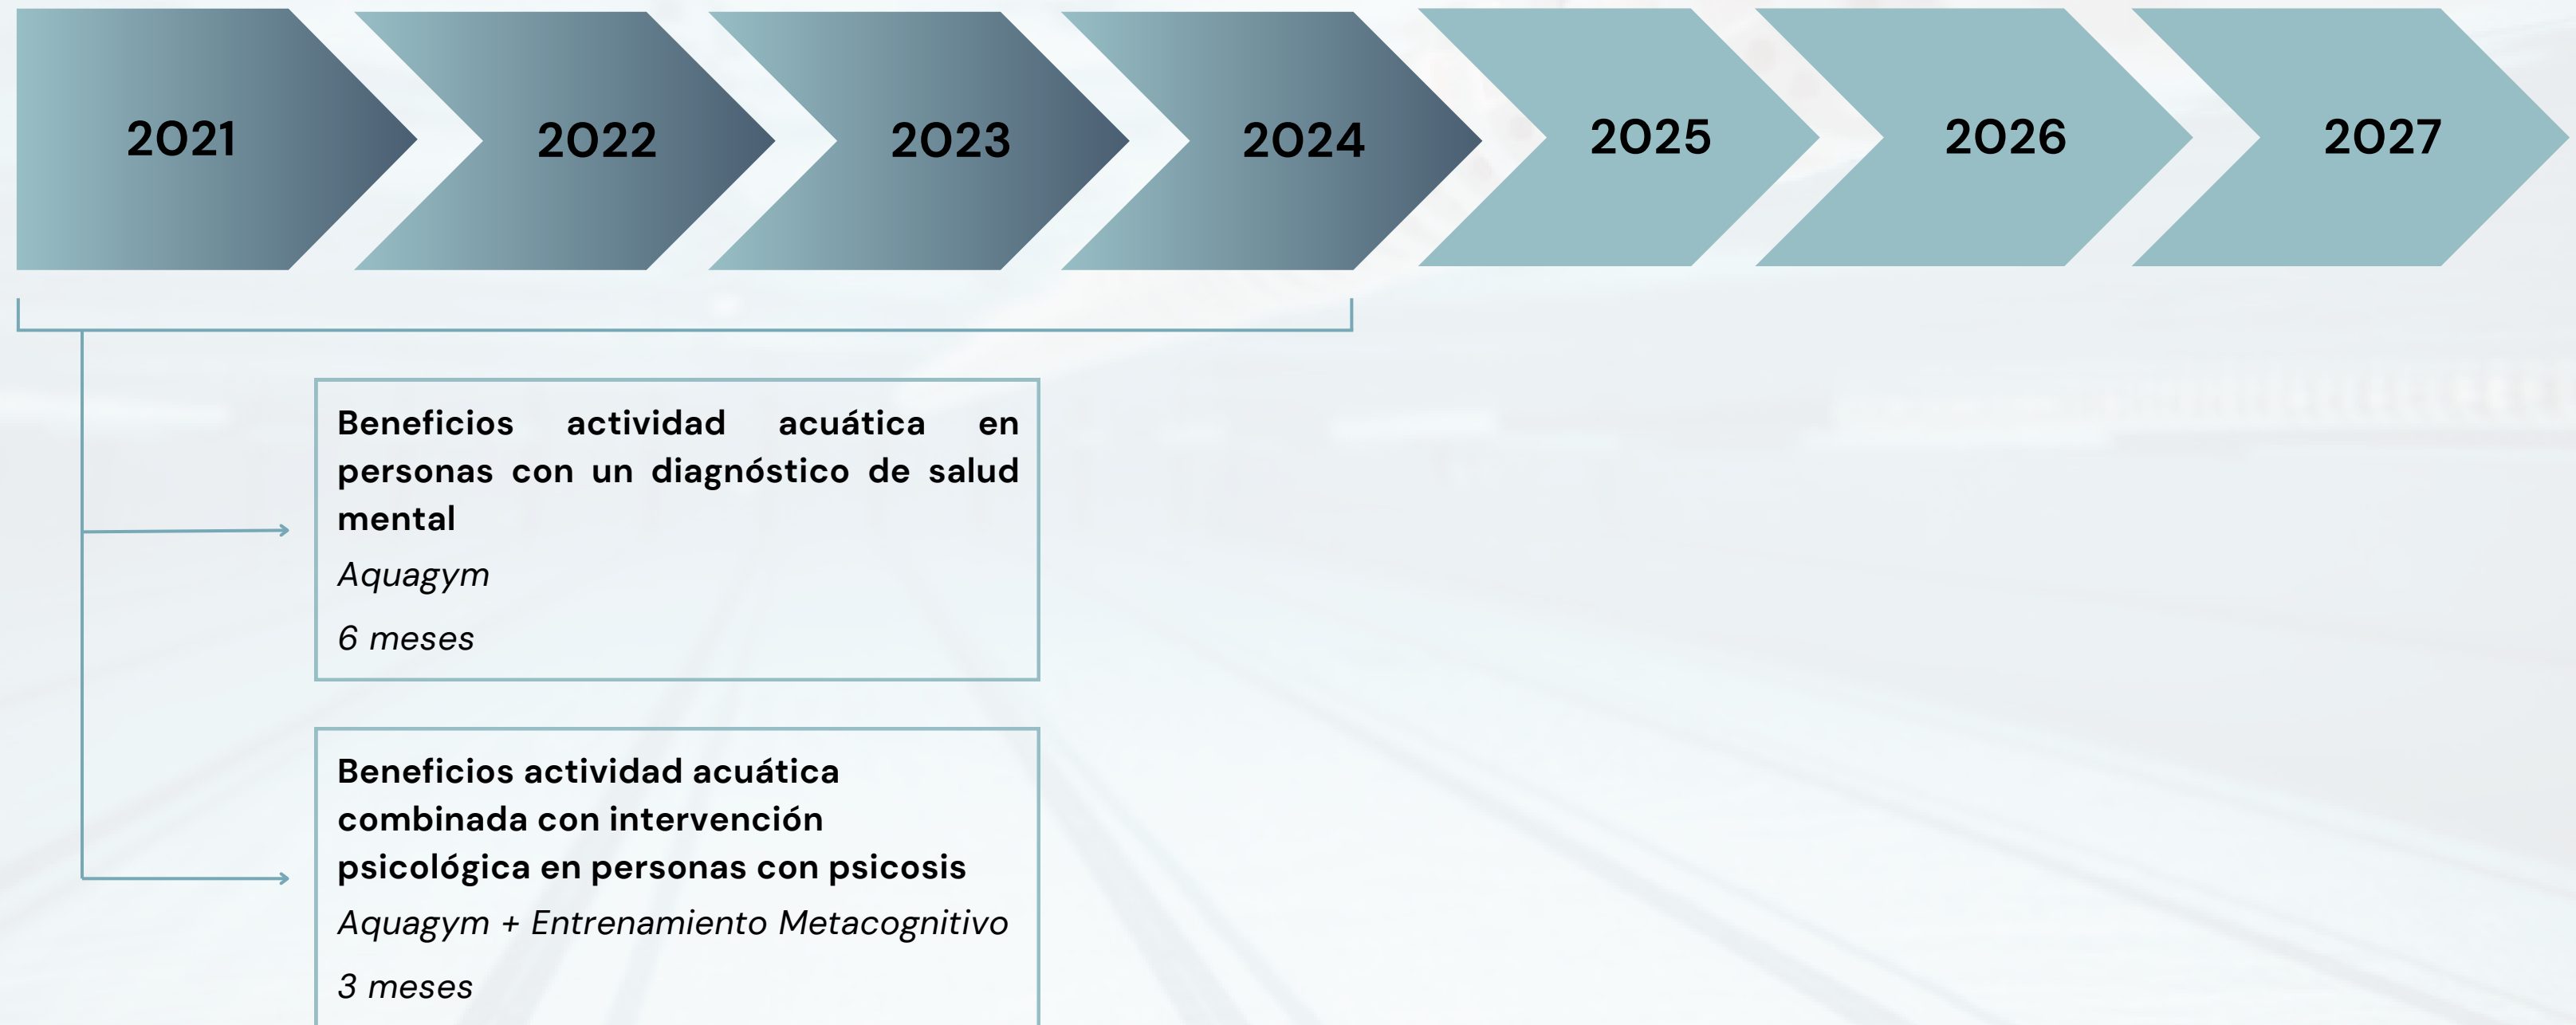 2021
2022
2023
2024
2025
2026
2027
Beneficios actividad acuática en
personas con un diagnóstico de salud
mental
Aquagym
6 meses
Beneficios actividad acuática
combinada con intervención
psicológica en personas con psicosis
Aquagym + Entrenamiento Metacognitivo
3 meses